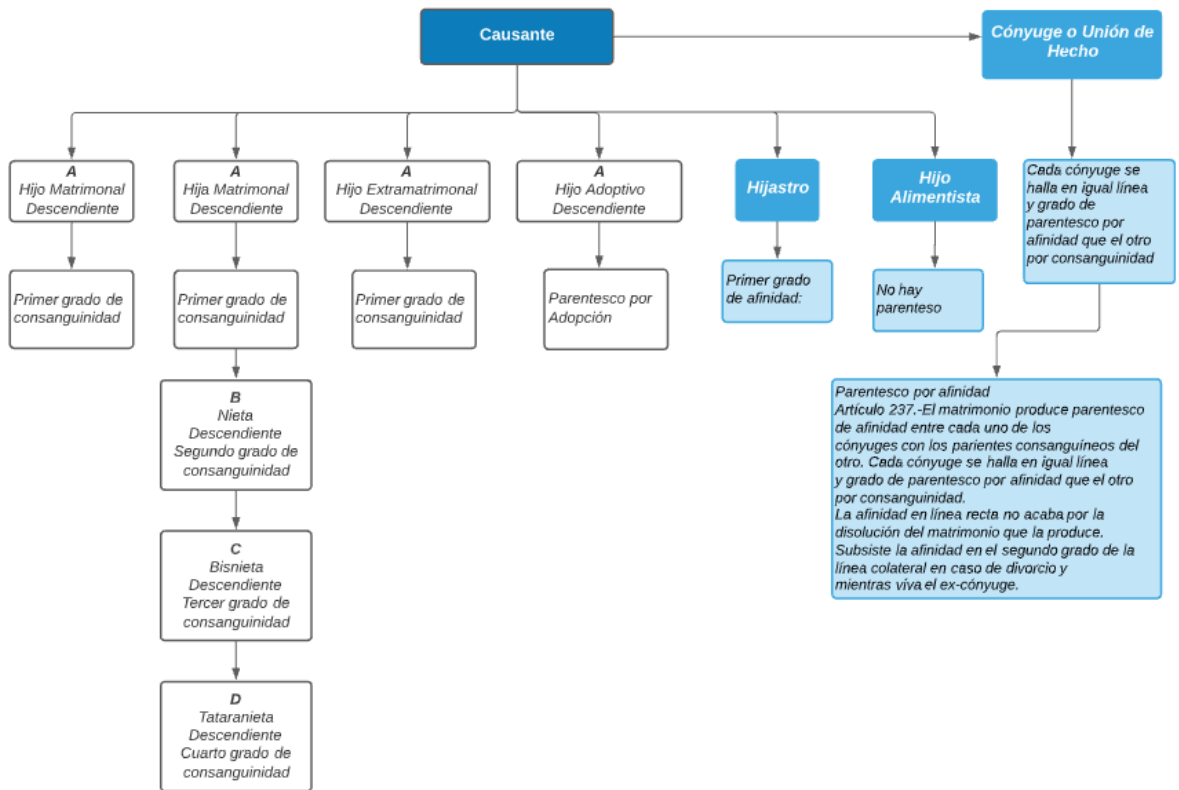 Causante
Cónyuge o Unión de
Hecho
A
Hijo Matrimonal
Descendiente
A
Hija Matrimonal
Descendiente
A
Hijo Extramatrimonal
Descendiente
A
Hijo Adoptivo
Descendiente
Hijastro
Hijo
Alimentista
Cada cónyuge se
halla en igual línea
y grado de
parentesco por
afinidad que el otro
por consanguinidad
Primer grado de
consanguinidad
Primer grado de
consanguinidad
Primer grado de
consanguinidad
Parentesco por
Adopción
Primer grado
de afinidad:
No hay
parenteso
B
Nieta
Descendiente
Segundo grado de
consanguinidad
Parentesco por afinidad
Artículo 237.-El matrimonio produce parentesco
de afinidad entre cada uno de los
cónyuges con los parientes consanguíneos del
otro. Cada cónyuge se halla en igual línea
y grado de parentesco por afinidad que el otro
por consanguinidad.
La afinidad en línea recta no acaba por la
disolución del matrimonio que la produce.
Subsiste la afinidad en el segundo grado de la
línea colateral en caso de divorcio y
mientras viva el ex-cónyuge.
C
Bisnieta
Descendiente
Tercer grado de
consanguinidad
D
Tataranieta
Descendiente
Cuarto grado de
consanguinidad